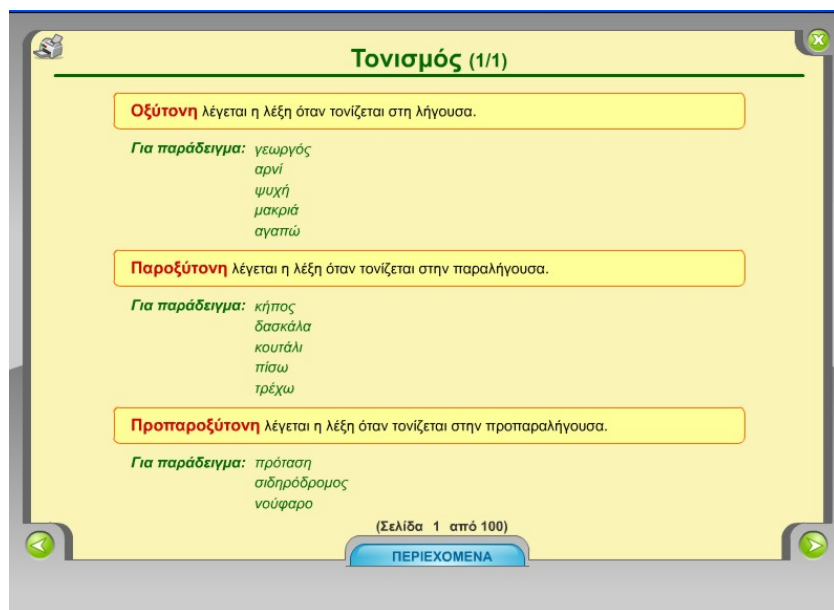 Τονισμός (1/1)
Οξύτονη λέγεται η λέξη όταν τονίζεται στη λήγουσα.
Για παράδειγμα: γεωργός
αρνί
ψυχή
μακριά
αγαπώ
Παροξύτονη λέγεται η λέξη όταν τονίζεται στην παραλήγουσα.
Για παράδειγμα: κήπος
δασκάλα
κουτάλι
πίσω
τρέχω
Προπαροξύτονη λέγεται η λέξη όταν τονίζεται στην προπαραλήγουσα.
Για παράδειγμα: πρόταση
σιδηρόδρομος
νούφαρο
(Σελίδα 1 από 100)
ΠΕΡΙΕΧΟΜΕΝΑ